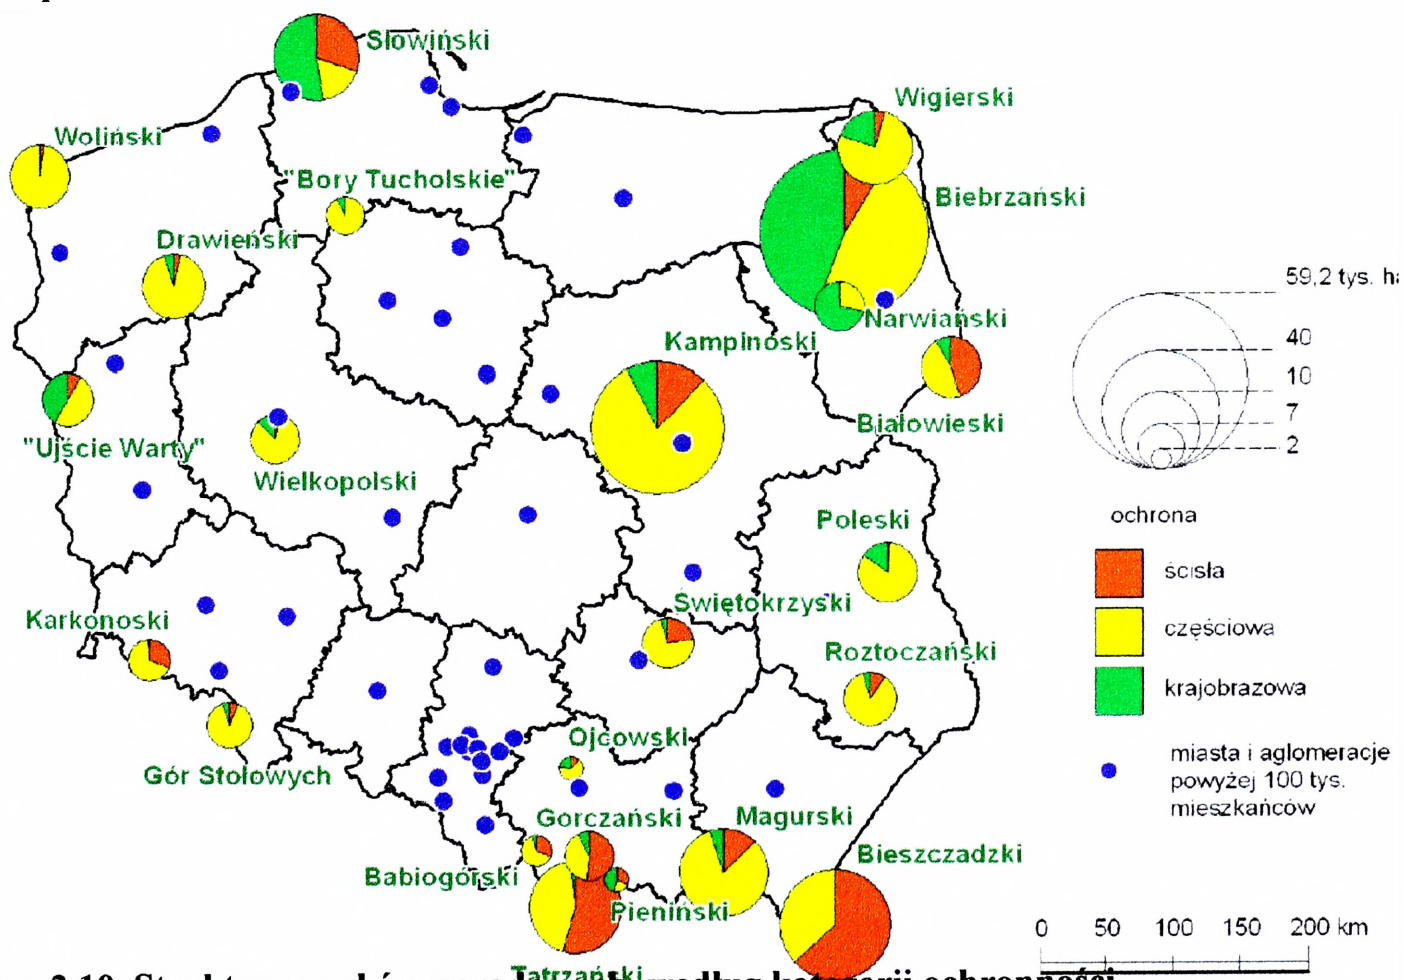 Słowiński
Wigierski
Woliński
"Bory Tucholskie"
Biebrzański
Drawieński
59,2 tys. ha
Narwiański
Kampinoski
40
10
7
Białowieski
"Ujście Warty"
2
Wielkopolski
ochrona
Poleski
ścisła
Świętokrzyski
Karkonoski
częściowa
Roztoczański
krajobrazowa
Ojcowski
Gór Stołowych
miasta i aglomeracje
powyżej 100 tys.
mieszkańców
Gorczański
Magurski
Bieszczadzki
Babiogórski
Pieniński
0 50 100 150 200 km
Tatrzański